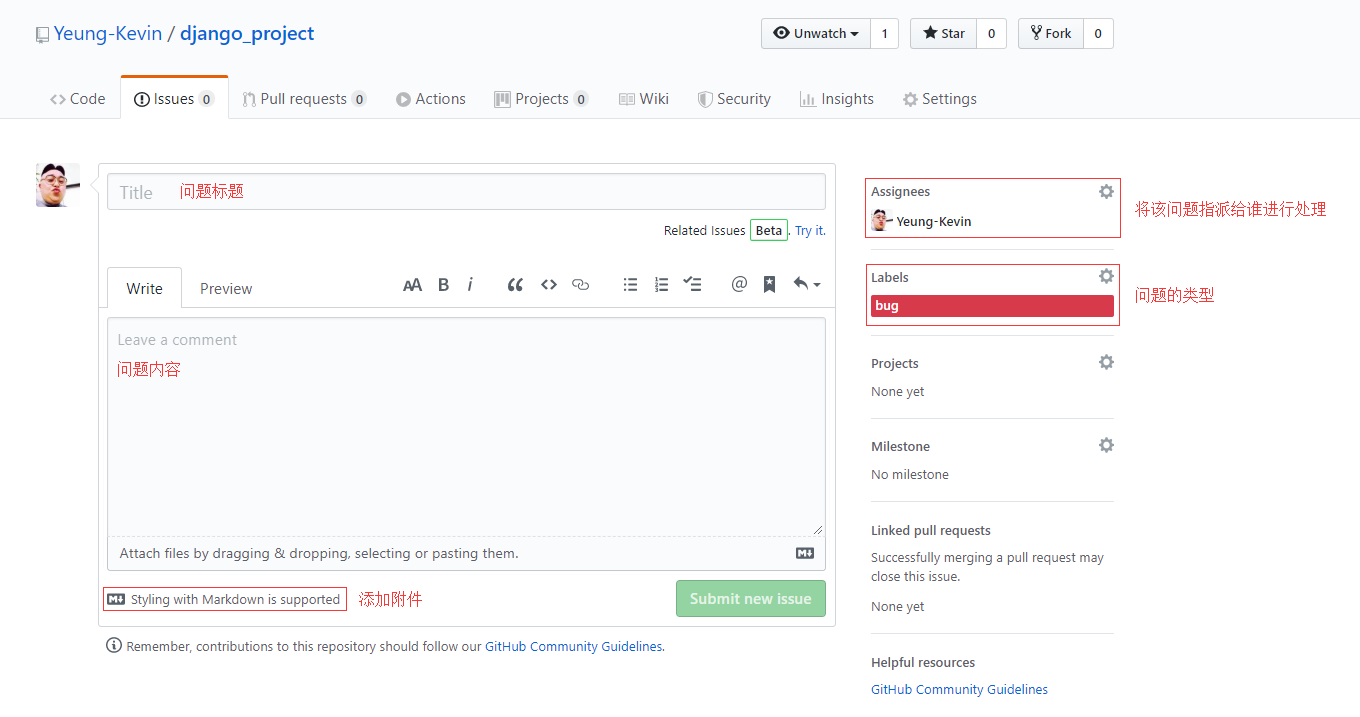 Yeung-Kevin / django_project
Unwatch 1 Star 0 Fork 0
Code Issues 0 Pull requests 0 Actions Projects 0 Wiki Security Insights Settings
Title 问题标题
Related Issues Beta. Try it.
Write Preview AA B i
Leave a comment
问题内容
Attach files by dragging & dropping, selecting or pasting them.
Styling with Markdown is supported 添加附件
Submit new issue
Remember, contributions to this repository should follow our GitHub Community Guidelines.
Assignees
Yeung-Kevin
将该问题指派给谁进行处理
Labels
bug
问题的类型
Projects
None yet
Milestone
No milestone
Linked pull requests
Successfully merging a pull request may
close this issue.
None yet
Helpful resources
GitHub Community Guidelines